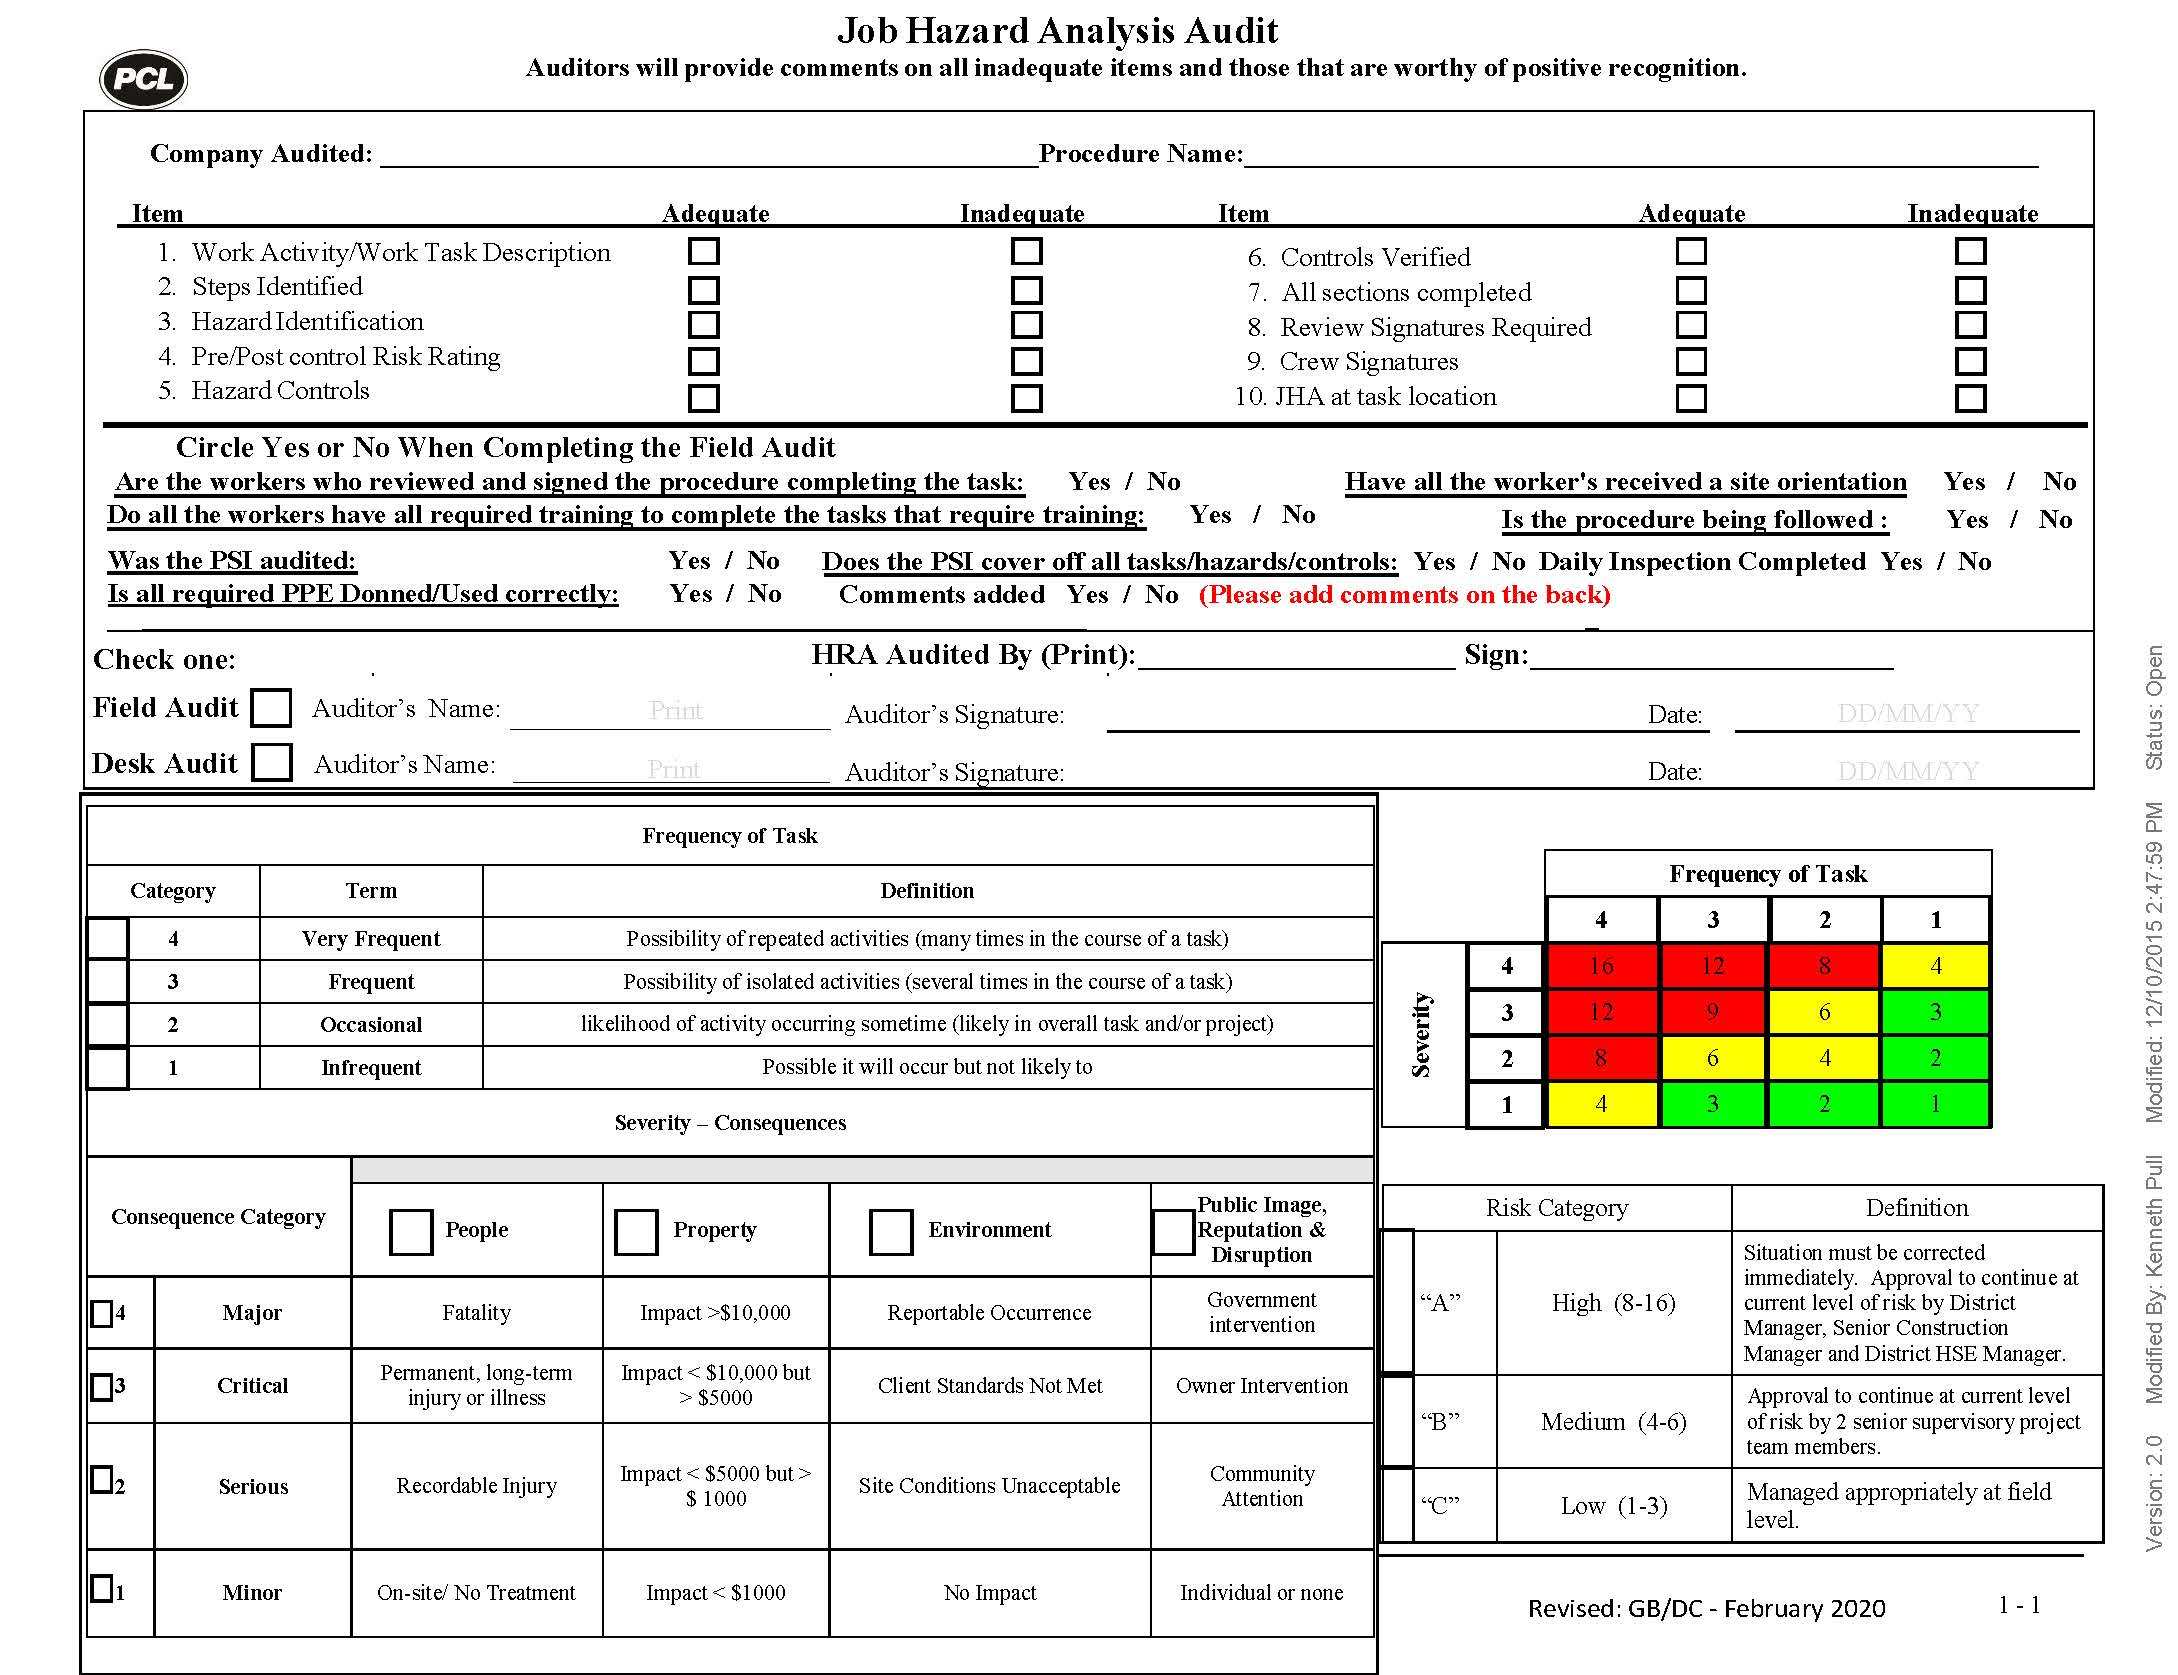 Job Hazard Analysis Audit
PCL
Auditors will provide comments on all inadequate items and those that are worthy of positive recognition.
Company Audited: Procedure Name:
Item Adequate Inadequate Item Adequate Inadequate
1. Work Activity/Work Task Description
2. Steps Identified
3. Hazard Identification
4. Pre/Post control Risk Rating
5. Hazard Controls
6. Controls Verified
7. All sections completed
8. Review Signatures Required
9. Crew Signatures
10. JHA at task location
Circle Yes or No When Completing the Field Audit
Are the workers who reviewed and signed the procedure completing the task: Yes / No Have all the worker's received a site orientation Yes / No
Do all the workers have all required training to complete the tasks that require training: Yes / No Is the procedure being followed : Yes / No
Was the PSI audited: Yes / No Does the PSI cover off all tasks/hazards/controls: Yes / No Daily Inspection Completed Yes / No
Is all required PPE Donned/Used correctly: Yes / No Comments added Yes / No (Please add comments on the back)
Check one: HRA Audited By (Print): Sign:
Field Audit Auditor's Name: Print Auditor's Signature: Date: DD/MM/YY
Desk Audit Auditor's Name: Print Auditor's Signature: Date: DD/MM/YY
Frequency of Task
Category Term Definition
4 Very Frequent Possibility of repeated activities (many times in the course of a task)
3 Frequent Possibility of isolated activities (several times in the course of a task)
2 Occasional likelihood of activity occurring sometime (likely in overall task and/or project)
1 Infrequent Possible it will occur but not likely to
Severity – Consequences
Consequence Category
People
Property
Environment
Public Image,
Reputation &
Disruption
4 Major Fatality Impact >$10,000 Reportable Occurrence
Government
intervention
3 Critical
Permanent, long-term
injury or illness
Impact < $10,000 but
> $5000
Client Standards Not Met
Owner Intervention
2 Serious Recordable Injury
Impact < $5000 but >
$ 1000
Site Conditions Unacceptable
Community
Attention
1 Minor On-site/ No Treatment Impact < $1000 No Impact Individual or none
Frequency of Task
4 3 2 1
Severity
4 16 12 8 4
3 12 9 6 3
2 8 6 4 2
1 4 3 2 1
Risk Category Definition
“A” High (8-16)
Situation must be corrected
immediately. Approval to continue at
current level of risk by District
Manager, Senior Construction
Manager and District HSE Manager.
“B” Medium (4-6)
Approval to continue at current level
of risk by 2 senior supervisory project
team members.
“C” Low (1-3)
Managed appropriately at field
level.
Revised: GB/DC - February 2020 1 - 1
Version: 2.0 Modified By: Kenneth Pull Modified: 12/10/2015 2:47:59 PM Status: Open